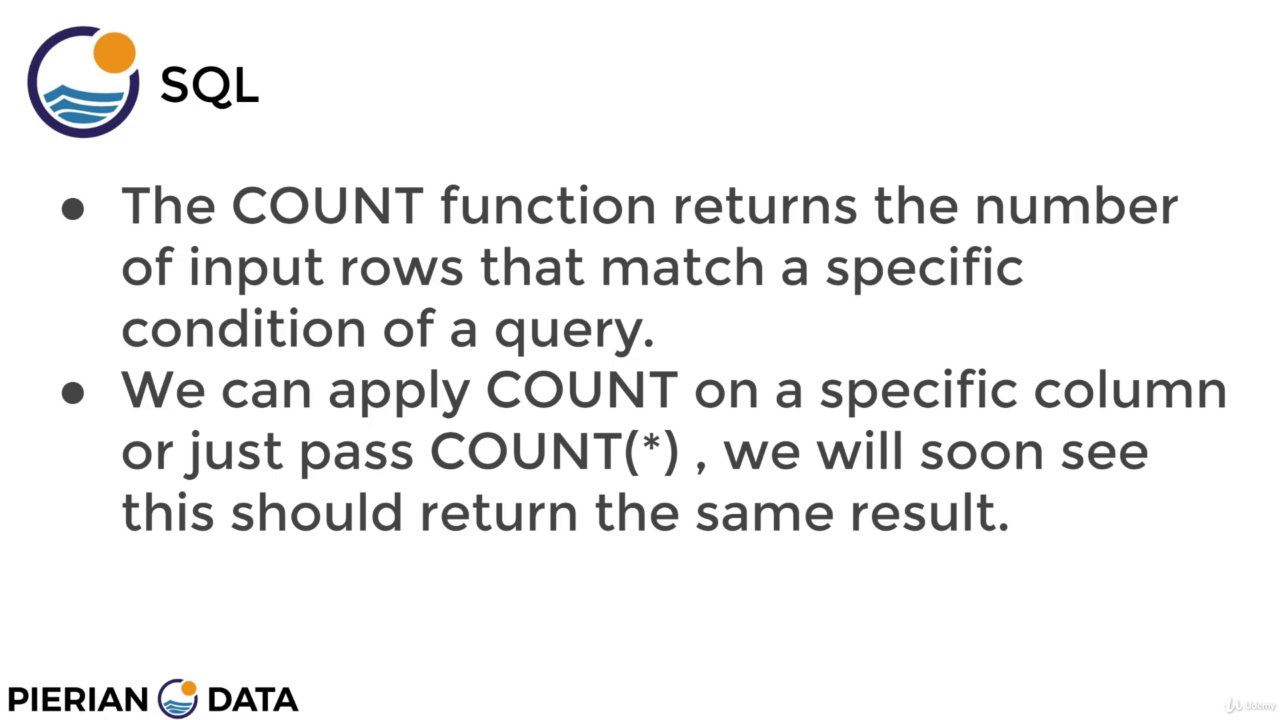 SQL
● The COUNT function returns the number
of input rows that match a specific
condition of a query.
● We can apply COUNT on a specific column
or just pass COUNT(*) , we will soon see
this should return the same result.
PIERIAN DATA
Udemy